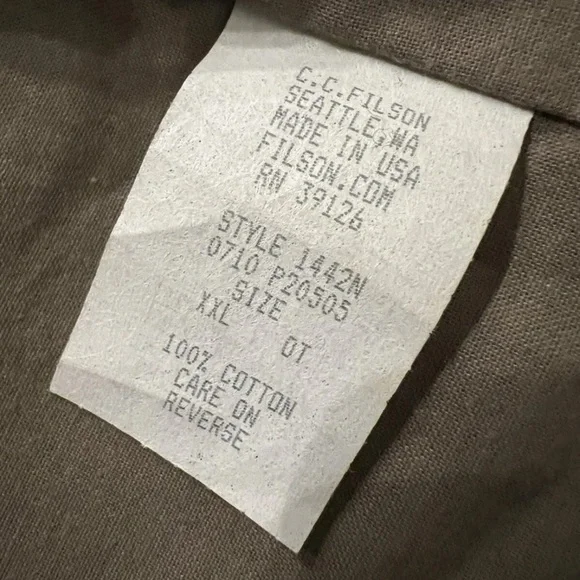 C.C.FILSON
SEATTLE,WA
MADE IN USA
FILSON.COM
RN 39126
STYLE 1442N
0710 P20505
SIZE
XXL OT
100% COTTON
CARE ON
REVERSE